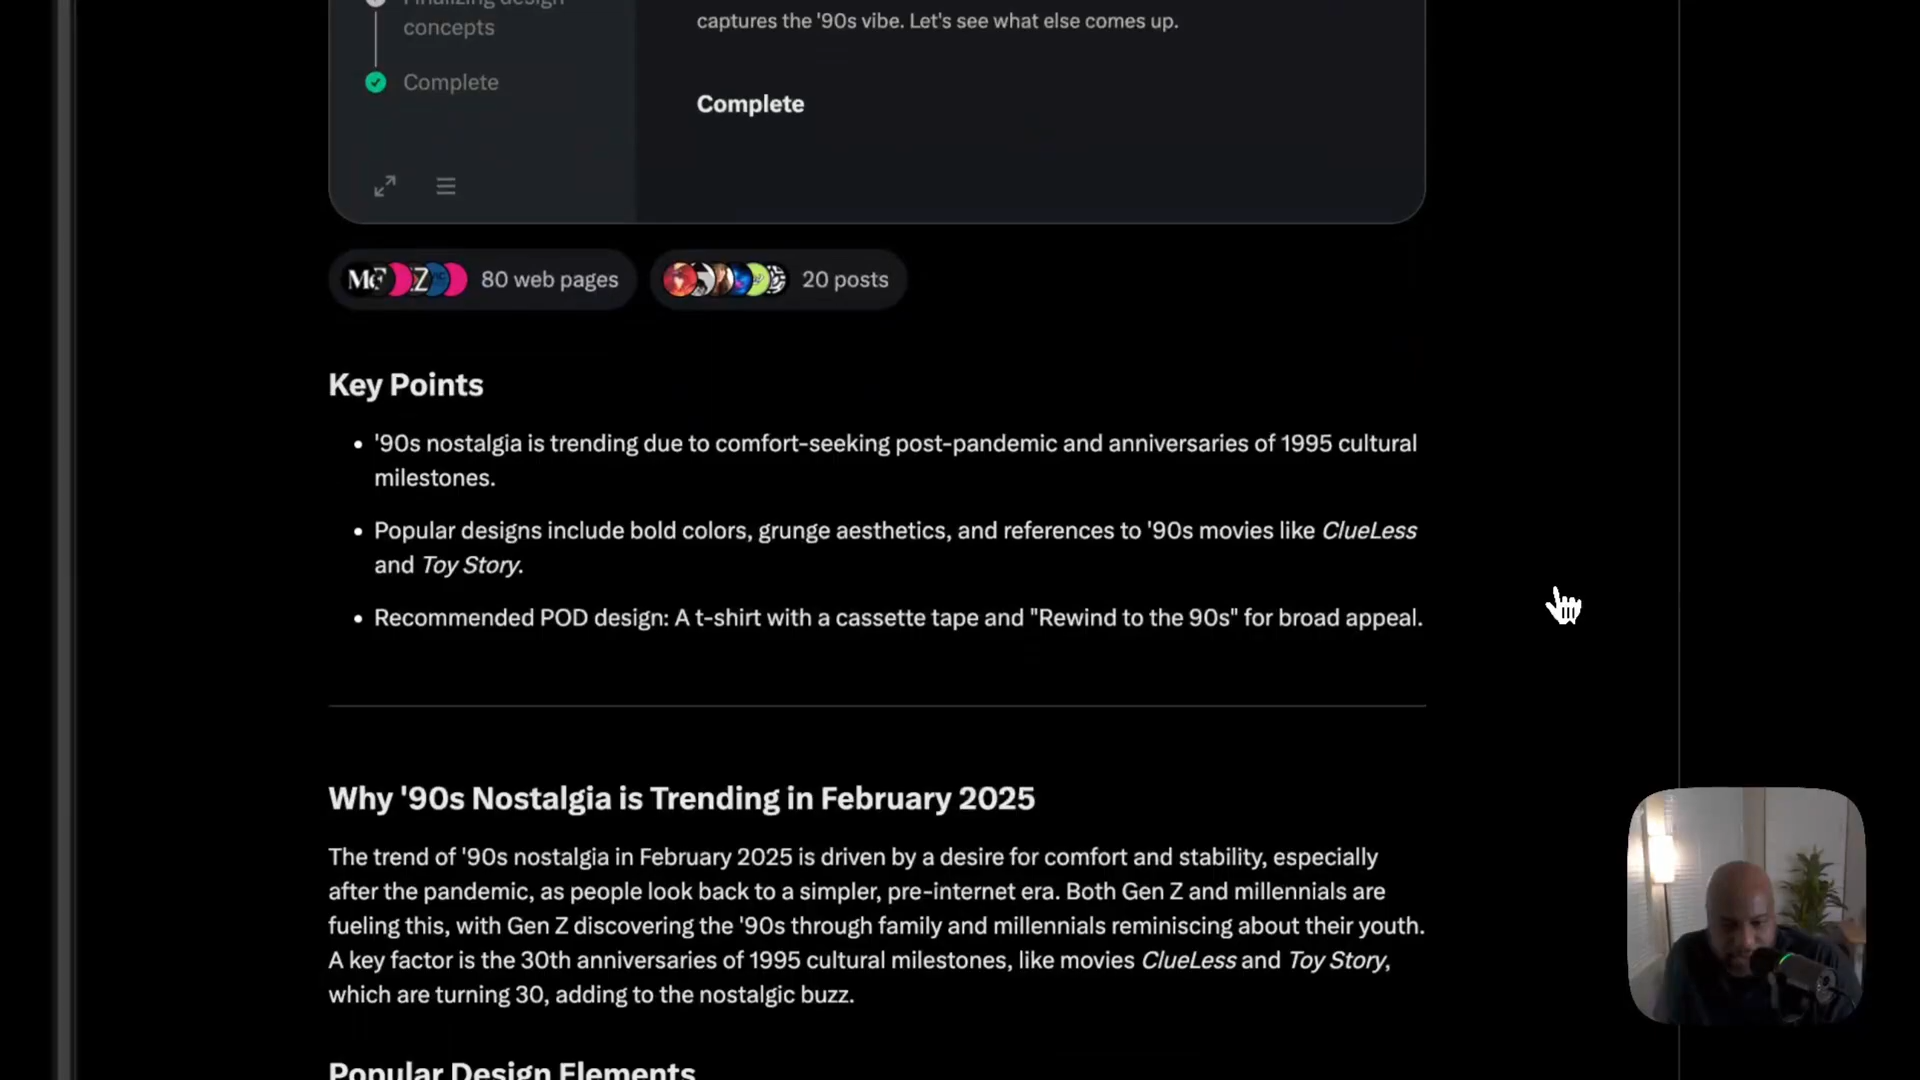 Finalizing design
concepts
captures the '90s vibe. Let's see what else comes up.
Complete
Complete
80 web pages
20 posts
Key Points
• '90s nostalgia is trending due to comfort-seeking post-pandemic and anniversaries of 1995 cultural
milestones.
• Popular designs include bold colors, grunge aesthetics, and references to '90s movies like ClueLess
and Toy Story.
• Recommended POD design: A t-shirt with a cassette tape and "Rewind to the 90s" for broad appeal.
Why '90s Nostalgia is Trending in February 2025
The trend of '90s nostalgia in February 2025 is driven by a desire for comfort and stability, especially
after the pandemic, as people look back to a simpler, pre-internet era. Both Gen Z and millennials are
fueling this, with Gen Z discovering the '90s through family and millennials reminiscing about their youth.
A key factor is the 30th anniversaries of 1995 cultural milestones, like movies ClueLess and Toy Story,
which are turning 30, adding to the nostalgic buzz.
Popular Design Elements